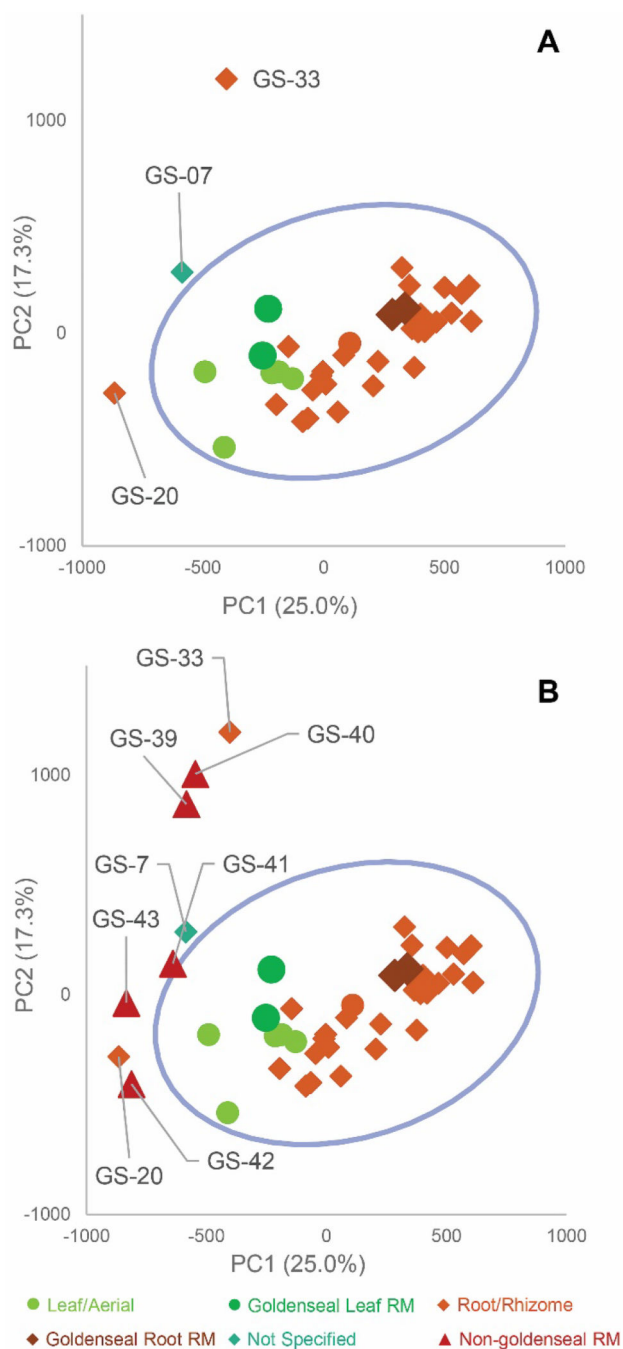 A
GS-33
1000
GS-07
PC2 (17.3%)
0
GS-20
-1000
-1000 -500 0 500 1000
PC1 (25.0%)
B
GS-33
GS-39 GS-40
1000
GS-7 GS-41
GS-43
PC2 (17.3%)
0
GS-20 GS-42
-1000
-1000 -500 0 500 1000
PC1 (25.0%)
Leaf/Aerial Goldenseal Leaf RM Root/Rhizome
Goldenseal Root RM Not Specified Non-goldenseal RM